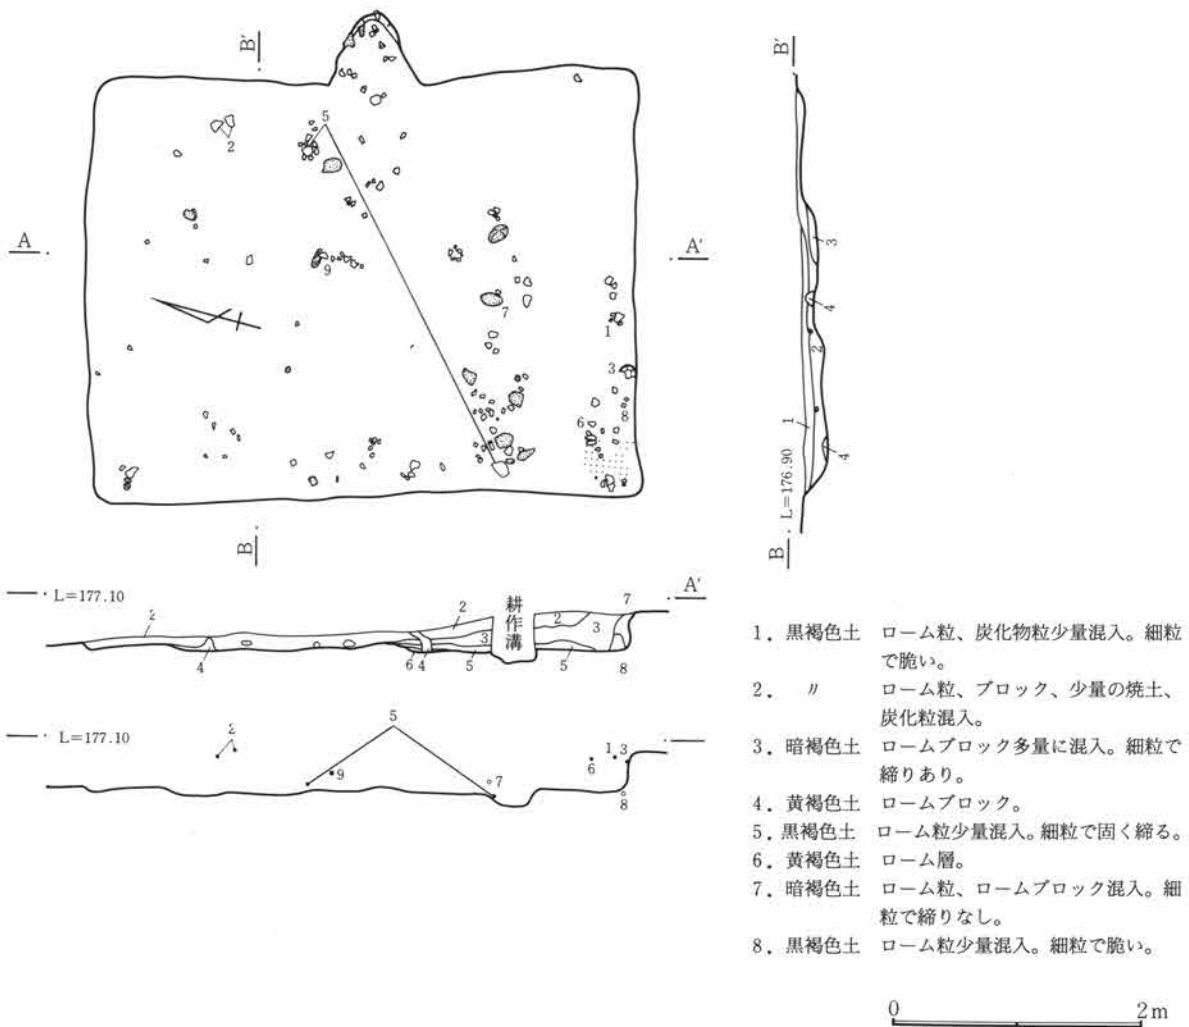 B′
5
2
A
A′
9
7
1
3
8
6
B
B′
3
4
2
1
4
B L=176.90
L=177.10
2
4
2
3
6 4 5
耕作溝
2
3
5
7
8
A′
L=177.10
2
5
9
7
6
1 3
8
1. 黒褐色土 ローム粒、炭化物粒少量混入。細粒
で脆い。
2. 〃 ローム粒、ブロック、少量の焼土、
炭化粒混入。
3. 暗褐色土 ロームブロック多量に混入。細粒で
締りあり。
4. 黄褐色土 ロームブロック。
5. 黒褐色土 ローム粒少量混入。細粒で固く締る。
6. 黄褐色土 ローム層。
7. 暗褐色土 ローム粒、ロームブロック混入。細
粒で締りなし。
8. 黒褐色土 ローム粒少量混入。細粒で脆い。
0 2m